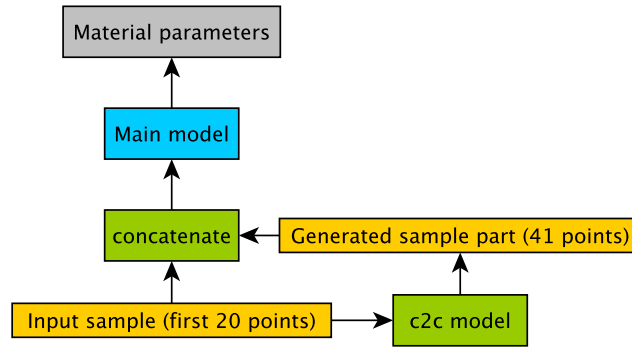 Material parameters
Main model
concatenate
Generated sample part (41 points)
Input sample (first 20 points)
c2c model